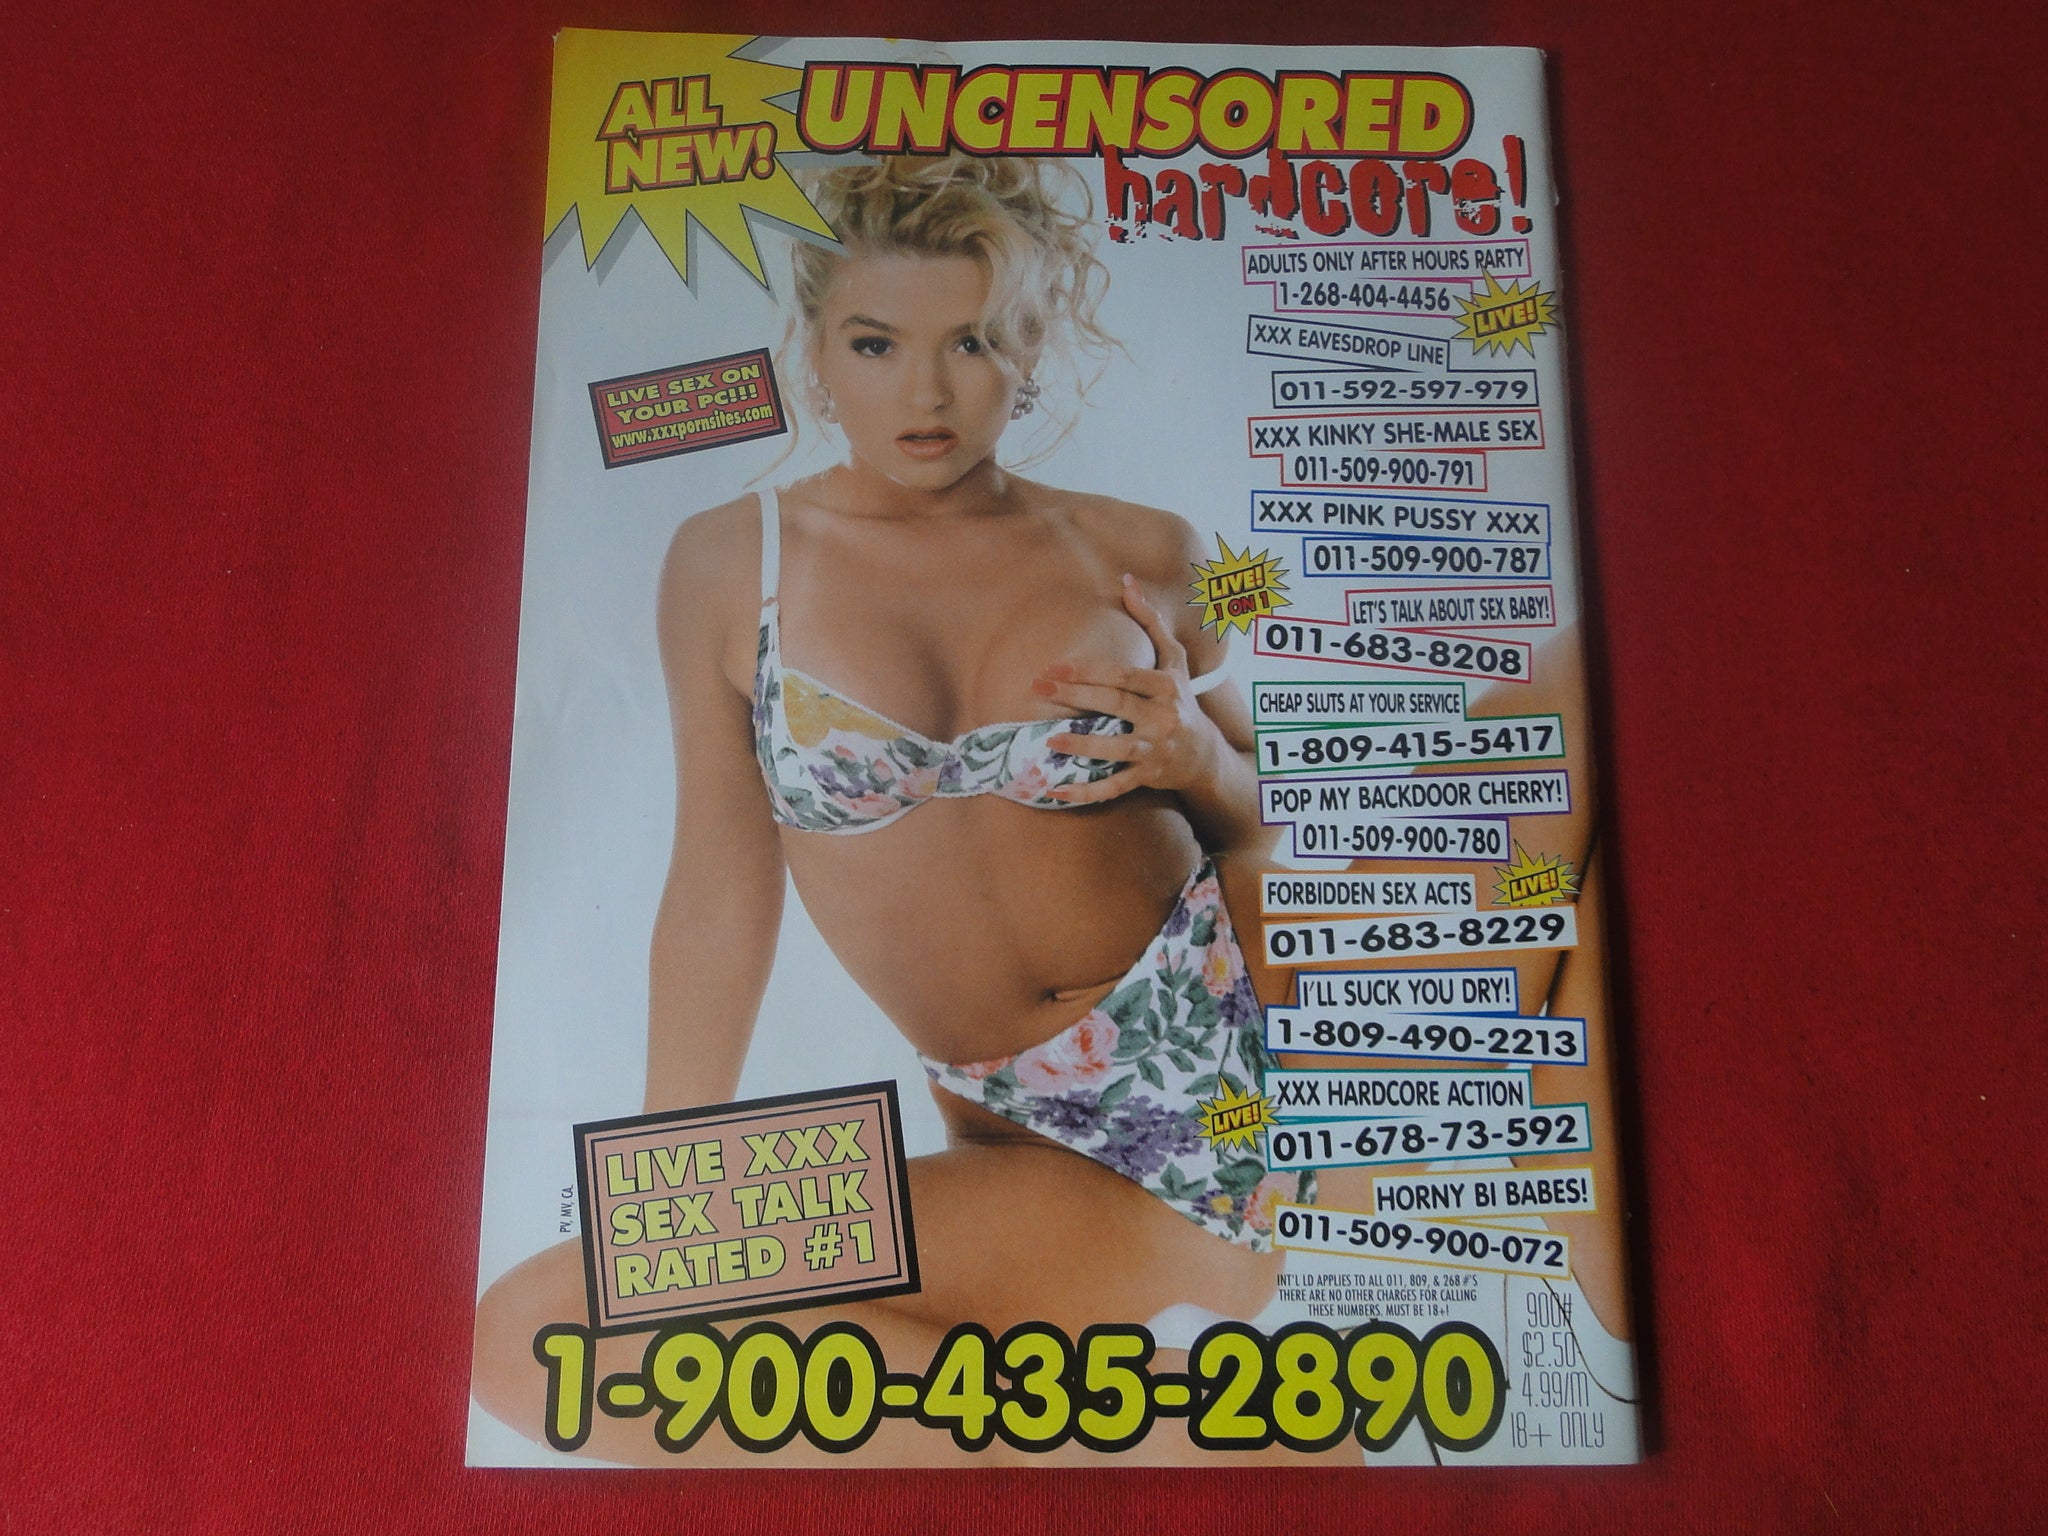 ALL
NEW!
UNCENSORED
hardcore!
ADULTS ONLY AFTER HOURS PARTY
1-268-404-4456
LIVE!
XXX EAVESDROP LINE
011-592-597-979
LIVE SEX ON
YOUR PC!!!
www.xxxpornsites.com
XXX KINKY SHE-MALE SEX
011-509-900-791
XXX PINK PUSSY XXX
011-509-900-787
LIVE!
1 ON 1
LET'S TALK ABOUT SEX BABY!
011-683-8208
CHEAP SLUTS AT YOUR SERVICE
1-809-415-5417
POP MY BACKDOOR CHERRY!
011-509-900-780
FORBIDDEN SEX ACTS
LIVE!
011-683-8229
I'LL SUCK YOU DRY!
1-809-490-2213
LIVE!
XXX HARDCORE ACTION
011-678-73-592
HORNY BI BABES!
011-509-900-072
PV, MV, CA.
LIVE XXX
SEX TALK
RATED #1
INT'L LD APPLIES TO ALL 011, 809, & 268 #'S
THERE ARE NO OTHER CHARGES FOR CALLING
THESE NUMBERS. MUST BE 18+!
1-900-435-2890
900#
$2.50-
4.99/M
18+ ONLY